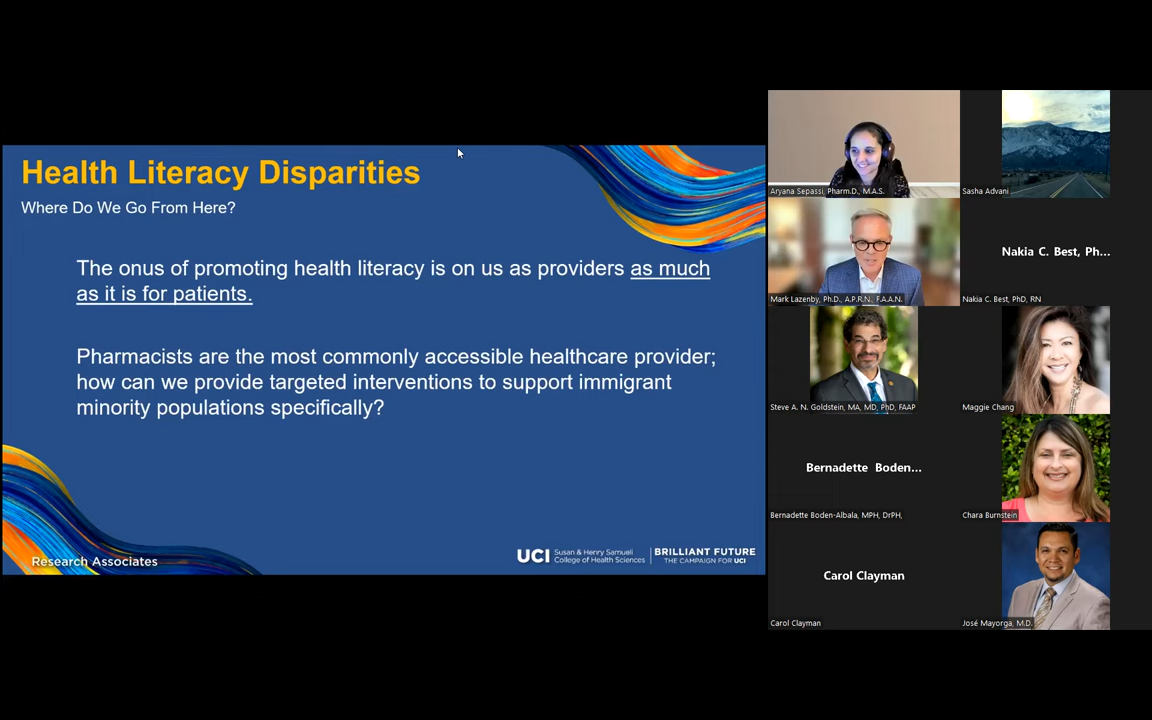 Health Literacy Disparities
Where Do We Go From Here?
The onus of promoting health literacy is on us as providers as much
as it is for patients.
Pharmacists are the most commonly accessible healthcare provider;
how can we provide targeted interventions to support immigrant
minority populations specifically?
Research Associates
UCI
Susan & Henry Samueli
College of Health Sciences
BRILLIANT FUTURE
THE CAMPAIGN FOR UCI
Aryana Sepassi, Pharm.D., M.A.S.
Sasha Advani
Mark Lazenby, Ph.D., A.P.R.N., F.A.A.N.
Nakia C. Best, Ph...
Nakia C. Best, PhD, RN
Steve A. N. Goldstein, MA, MD, PhD, FAAP
Maggie Chang
Bernadette Boden...
Bernadette Boden-Albala, MPH, DrPH,
Chara Burnstein
Carol Clayman
Carol Clayman
José Mayorga, M.D.